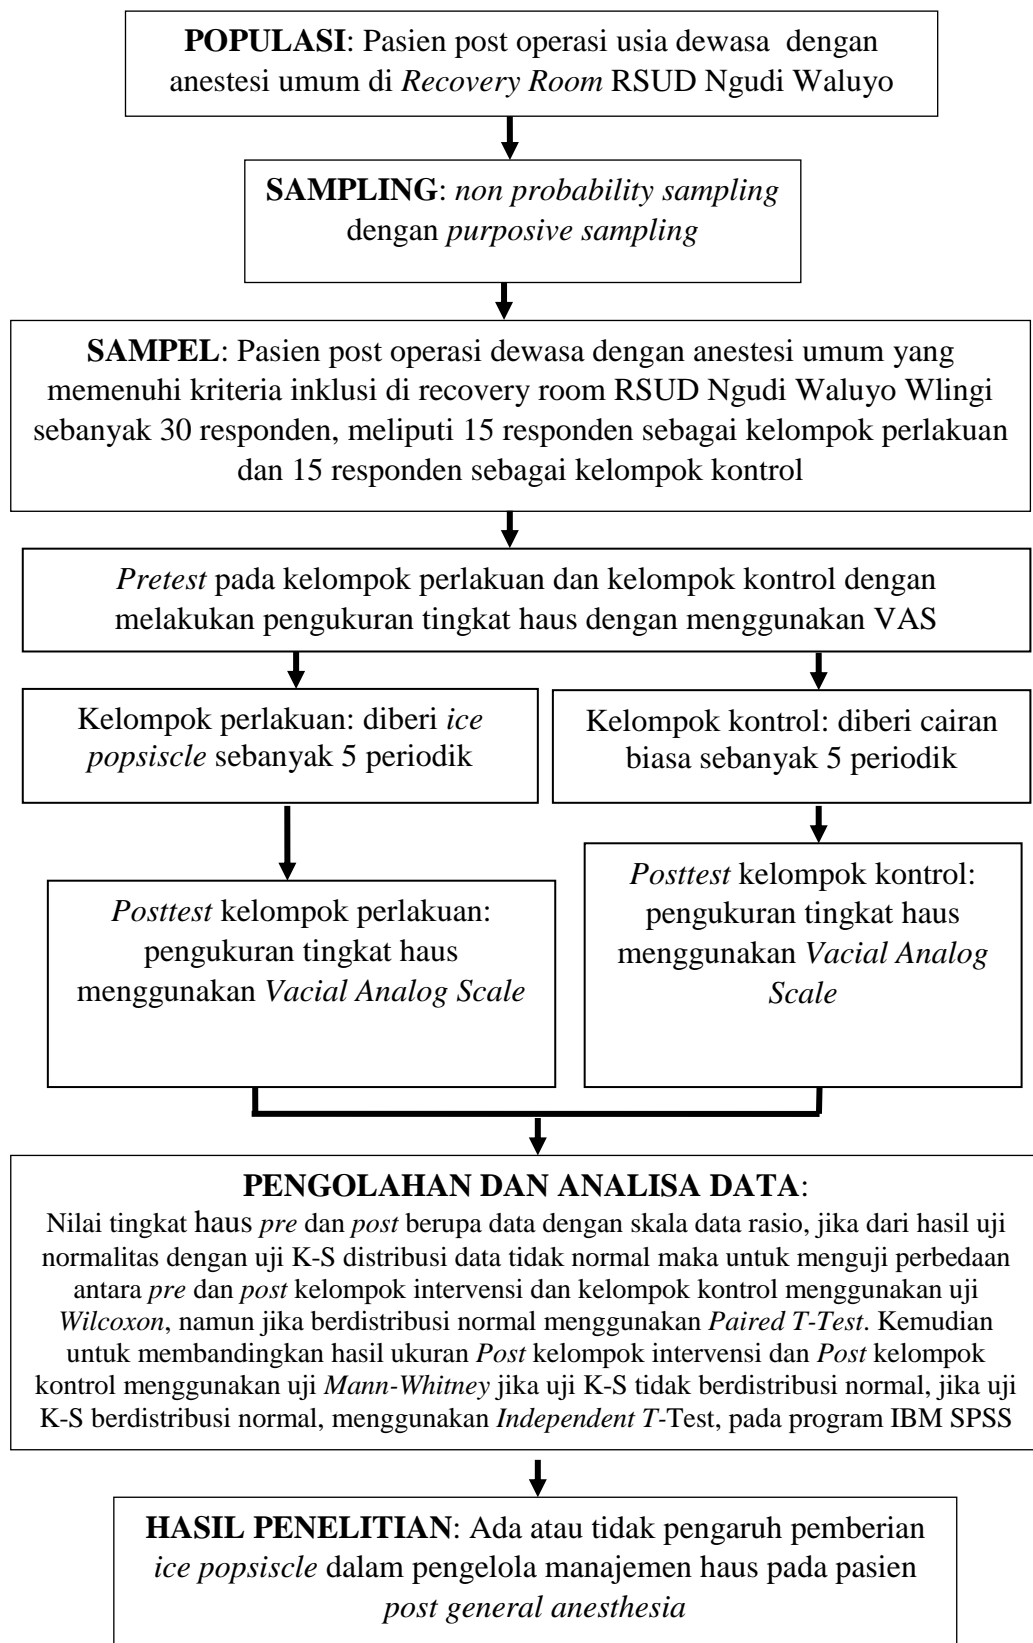 POPULASI: Pasien post operasi usia dewasa dengan
anestesi umum di Recovery Room RSUD Ngudi Waluyo
SAMPLING: non probability sampling
dengan purposive sampling
SAMPEL: Pasien post operasi dewasa dengan anestesi umum yang
memenuhi kriteria inklusi di recovery room RSUD Ngudi Waluyo Wlingi
sebanyak 30 responden, meliputi 15 responden sebagai kelompok perlakuan
dan 15 responden sebagai kelompok kontrol
Pretest pada kelompok perlakuan dan kelompok kontrol dengan
melakukan pengukuran tingkat haus dengan menggunakan VAS
Kelompok perlakuan: diberi ice
popsiscle sebanyak 5 periodik
Kelompok kontrol: diberi cairan
biasa sebanyak 5 periodik
Posttest kelompok perlakuan:
pengukuran tingkat haus
menggunakan Vacial Analog Scale
Posttest kelompok kontrol:
pengukuran tingkat haus
menggunakan Vacial Analog
Scale
PENGOLAHAN DAN ANALISA DATA:
Nilai tingkat haus pre dan post berupa data dengan skala data rasio, jika dari hasil uji
normalitas dengan uji K-S distribusi data tidak normal maka untuk menguji perbedaan
antara pre dan post kelompok intervensi dan kelompok kontrol menggunakan uji
Wilcoxon, namun jika berdistribusi normal menggunakan Paired T-Test. Kemudian
untuk membandingkan hasil ukuran Post kelompok intervensi dan Post kelompok
kontrol menggunakan uji Mann-Whitney jika uji K-S tidak berdistribusi normal, jika uji
K-S berdistribusi normal, menggunakan Independent T-Test, pada program IBM SPSS
HASIL PENELITIAN: Ada atau tidak pengaruh pemberian
ice popsiscle dalam pengelola manajemen haus pada pasien
post general anesthesia